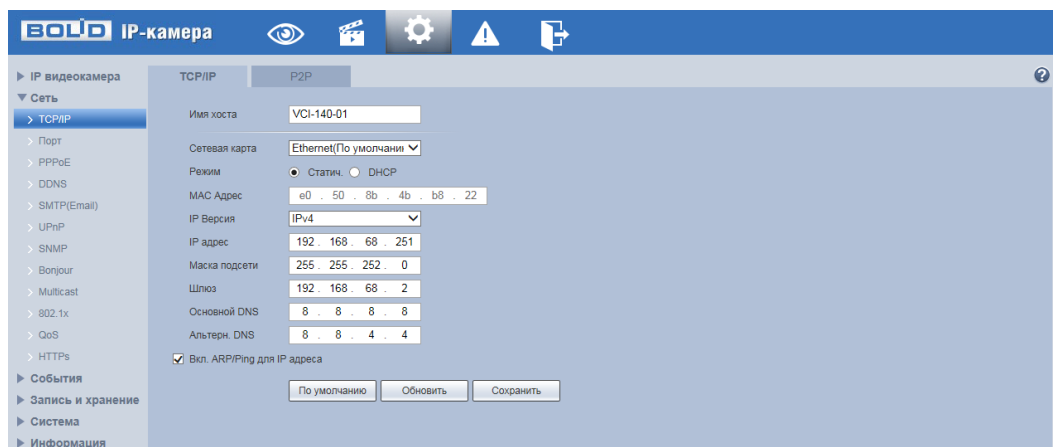 BOLID IP-камера
IP видеокамера
Сеть
TCP/IP
Порт
PPPoE
DDNS
SMTP(Email)
UPnP
SNMP
Bonjour
Multicast
802.1x
QoS
HTTPs
События
Запись и хранение
Система
Информация
TCP/IP P2P
Имя хоста VCI-140-01
Сетевая карта Ethernet(По умолчани
Режим Статич. DHCP
MAC Адрес e0 . 50 . 8b . 4b . b8 . 22
IP Версия IPv4
IP адрес 192 . 168 . 68 . 251
Маска подсети 255 . 255 . 252 . 0
Шлюз 192 . 168 . 68 . 2
Основной DNS 8 . 8 . 8 . 8
Альтерн. DNS 8 . 8 . 4 . 4
Вкл. ARP/Ping для IP адреса
По умолчанию Обновить Сохранить